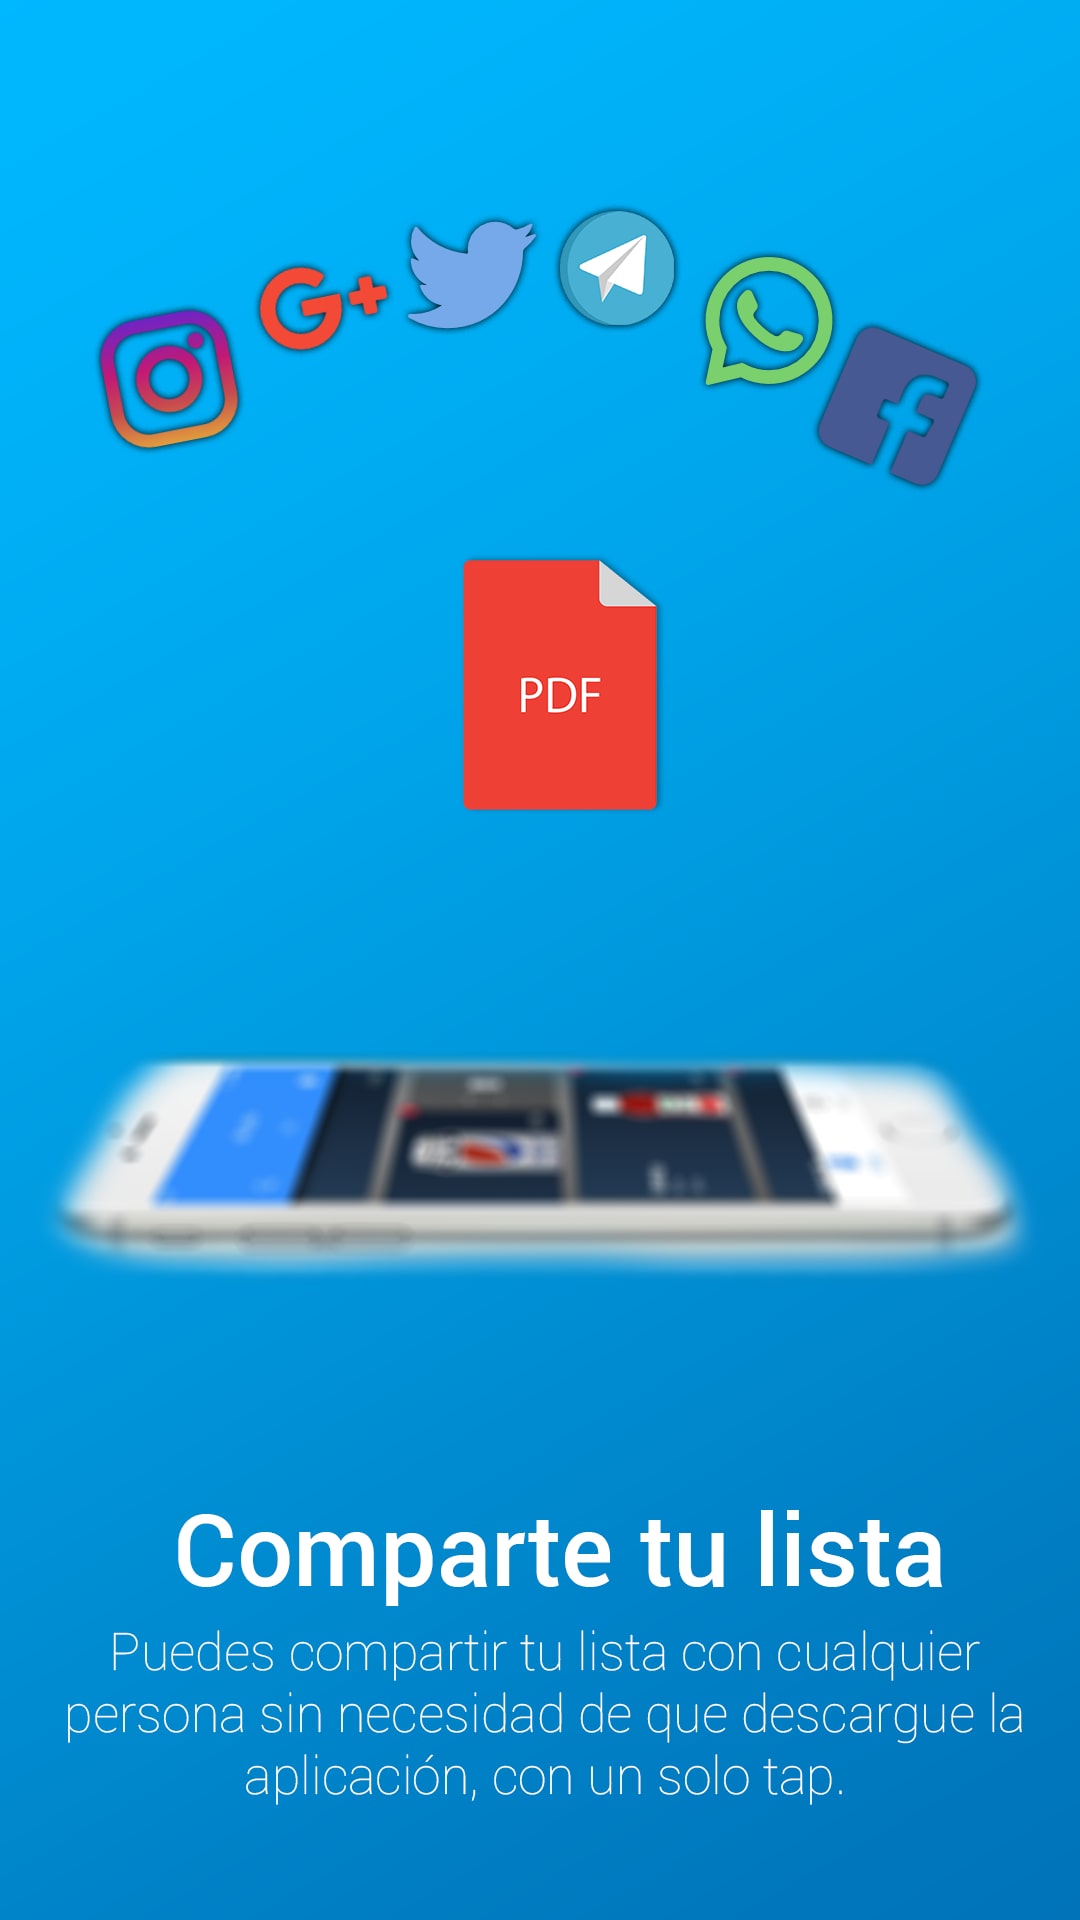 PDF
Comparte tu lista
Puedes compartir tu lista con cualquier
persona sin necesidad de que descargue la
aplicación, con un solo tap.